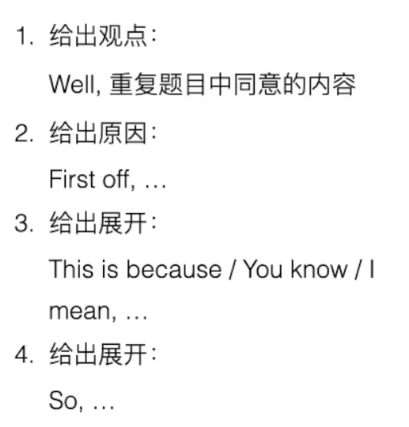 1. 给出观点：
Well, 重复题目中同意的内容
2. 给出原因：
First off, …
3. 给出展开：
This is because / You know / I
mean, …
4. 给出展开：
So, …